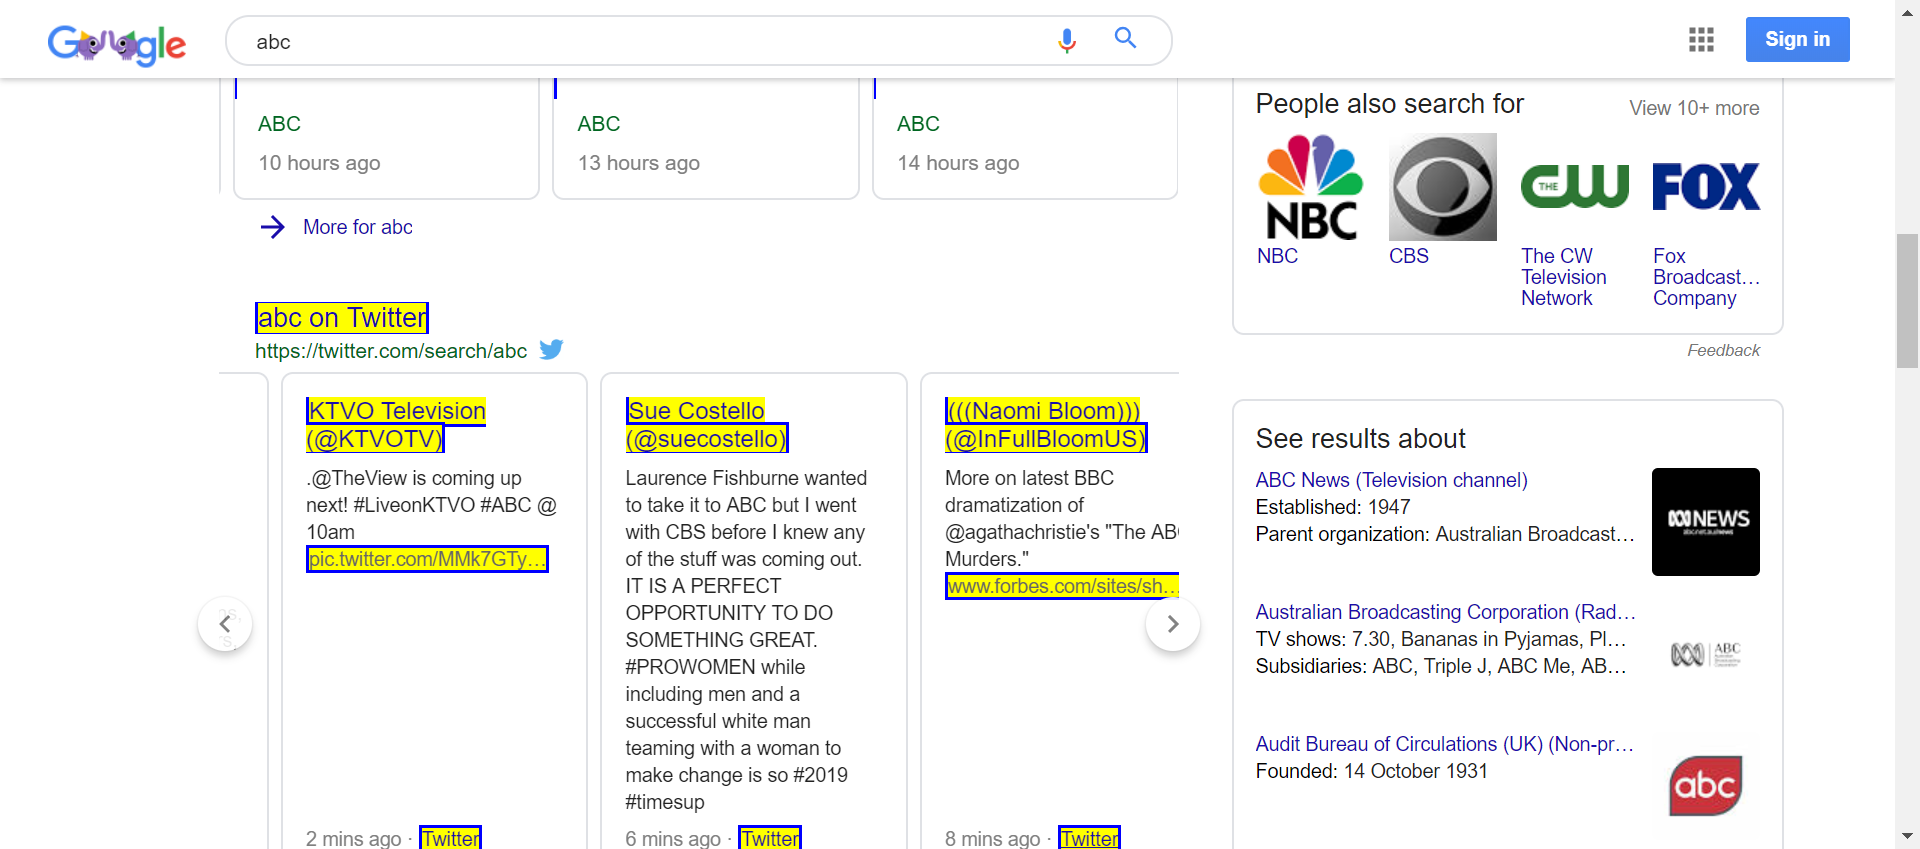 Google
abc
Sign in
ABC
10 hours ago
ABC
13 hours ago
ABC
14 hours ago
More for abc
abc on Twitter
https://twitter.com/search/abc
KTVO Television
(@KTVOTV)
.@TheView is coming up
next! #LiveonKTVO #ABC @
10am
pic.twitter.com/MMk7GTy...
2 mins ago · Twitter
Sue Costello
(@suecostello)
Laurence Fishburne wanted
to take it to ABC but I went
with CBS before I knew any
of the stuff was coming out.
IT IS A PERFECT
OPPORTUNITY TO DO
SOMETHING GREAT.
#PROWOMEN while
including men and a
successful white man
teaming with a woman to
make change is so #2019
#timesup
6 mins ago · Twitter
(((Naomi Bloom)))
(@InFullBloomUS)
More on latest BBC
dramatization of
@agathachristie's "The ABC
Murders."
www.forbes.com/sites/sh...
8 mins ago · Twitter
People also search for
View 10+ more
NBC
THE CW
FOX
NBC
CBS
The CW
Television
Network
Fox
Broadcast...
Company
Feedback
See results about
ABC News (Television channel)
Established: 1947
Parent organization: Australian Broadcast...
NEWS
Australian Broadcasting Corporation (Rad...
TV shows: 7.30, Bananas in Pyjamas, Pl...
Subsidiaries: ABC, Triple J, ABC Me, AB...
ABC
Audit Bureau of Circulations (UK) (Non-pr...
Founded: 14 October 1931
abc